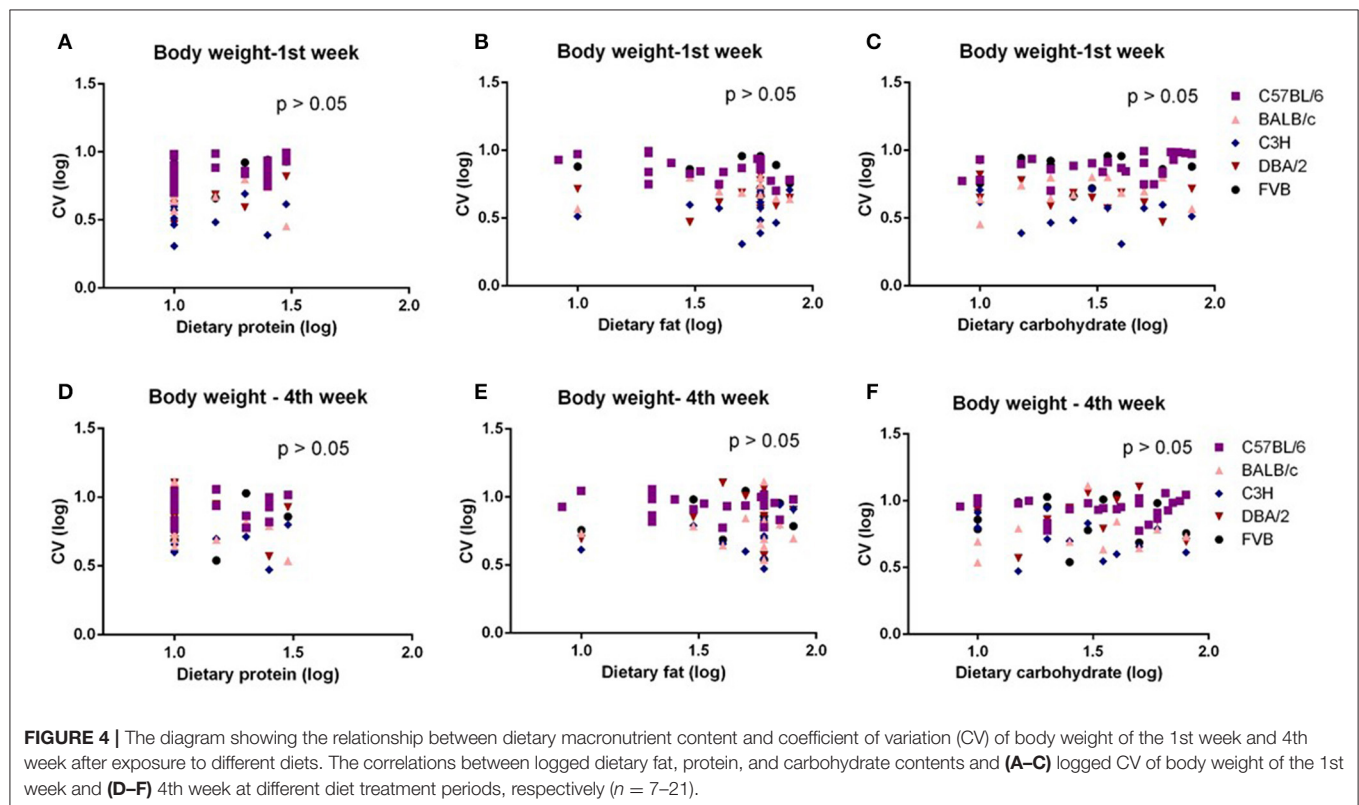 A
Body weight-1st week
p > 0.05
CV (log)
1.5
1.0
0.5
0.0
1.0 1.5 2.0
Dietary protein (log)
B
Body weight-1st week
p > 0.05
CV (log)
1.5
1.0
0.5
0.0
1.0 1.5 2.0
Dietary fat (log)
C
Body weight-1st week
p > 0.05
CV (log)
1.5
1.0
0.5
0.0
1.0 1.5 2.0
Dietary carbohydrate (log)
C57BL/6
BALB/c
C3H
DBA/2
FVB
D
Body weight - 4th week
p > 0.05
CV (log)
1.5
1.0
0.5
0.0
1.0 1.5 2.0
Dietary protein (log)
E
Body weight- 4th week
p > 0.05
CV (log)
1.5
1.0
0.5
0.0
1.0 1.5 2.0
Dietary fat (log)
F
Body weight - 4th week
p > 0.05
CV (log)
1.5
1.0
0.5
0.0
1.0 1.5 2.0
Dietary carbohydrate (log)
C57BL/6
BALB/c
C3H
DBA/2
FVB
FIGURE 4 | The diagram showing the relationship between dietary macronutrient content and coefficient of variation (CV) of body weight of the 1st week and 4th
week after exposure to different diets. The correlations between logged dietary fat, protein, and carbohydrate contents and (A–C) logged CV of body weight of the 1st
week and (D–F) 4th week at different diet treatment periods, respectively (n = 7–21).